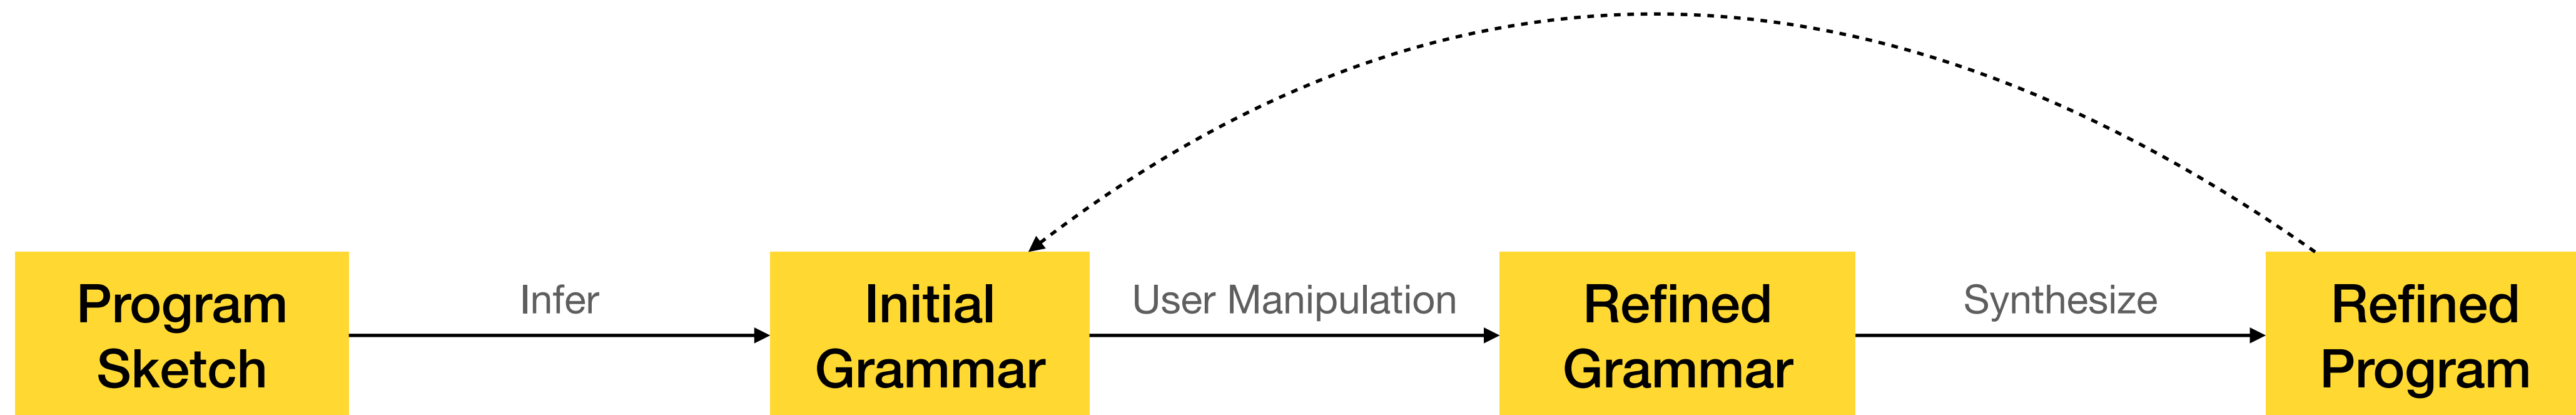 Program
Sketch
Infer
Initial
Grammar
User Manipulation
Refined
Grammar
Synthesize
Refined
Program